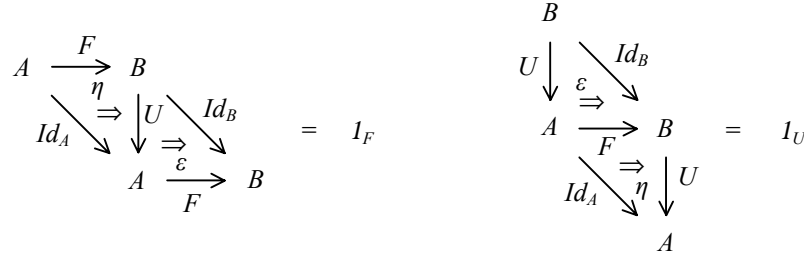 B
F
A B
U Id_B
η ε
⇒ U Id_B ⇒
Id_A ⇒ A B = 1_U
ε = 1_F F
A B ⇒ U
F Id_A η
A